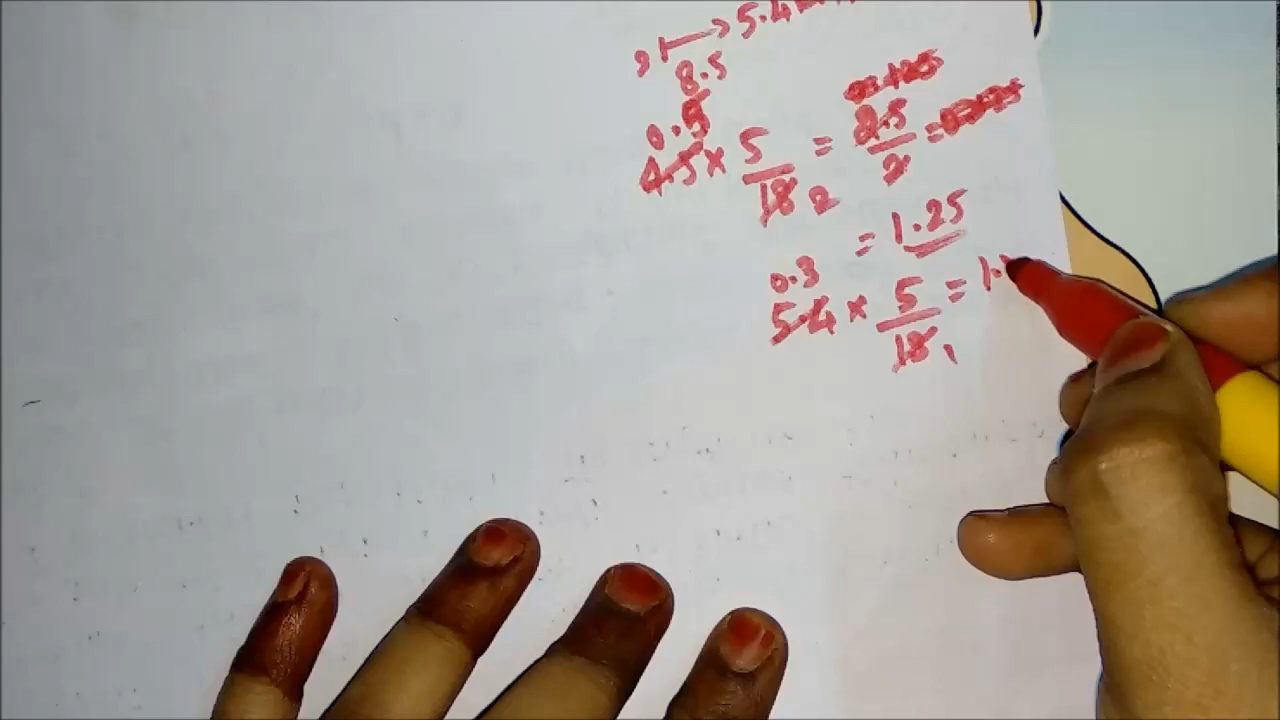 5.4
8.5
0.5
4.5 × 5/18 2 = 2.5/2 =
= 1.25
0.3
5.4 × 5/18 1 = 1.